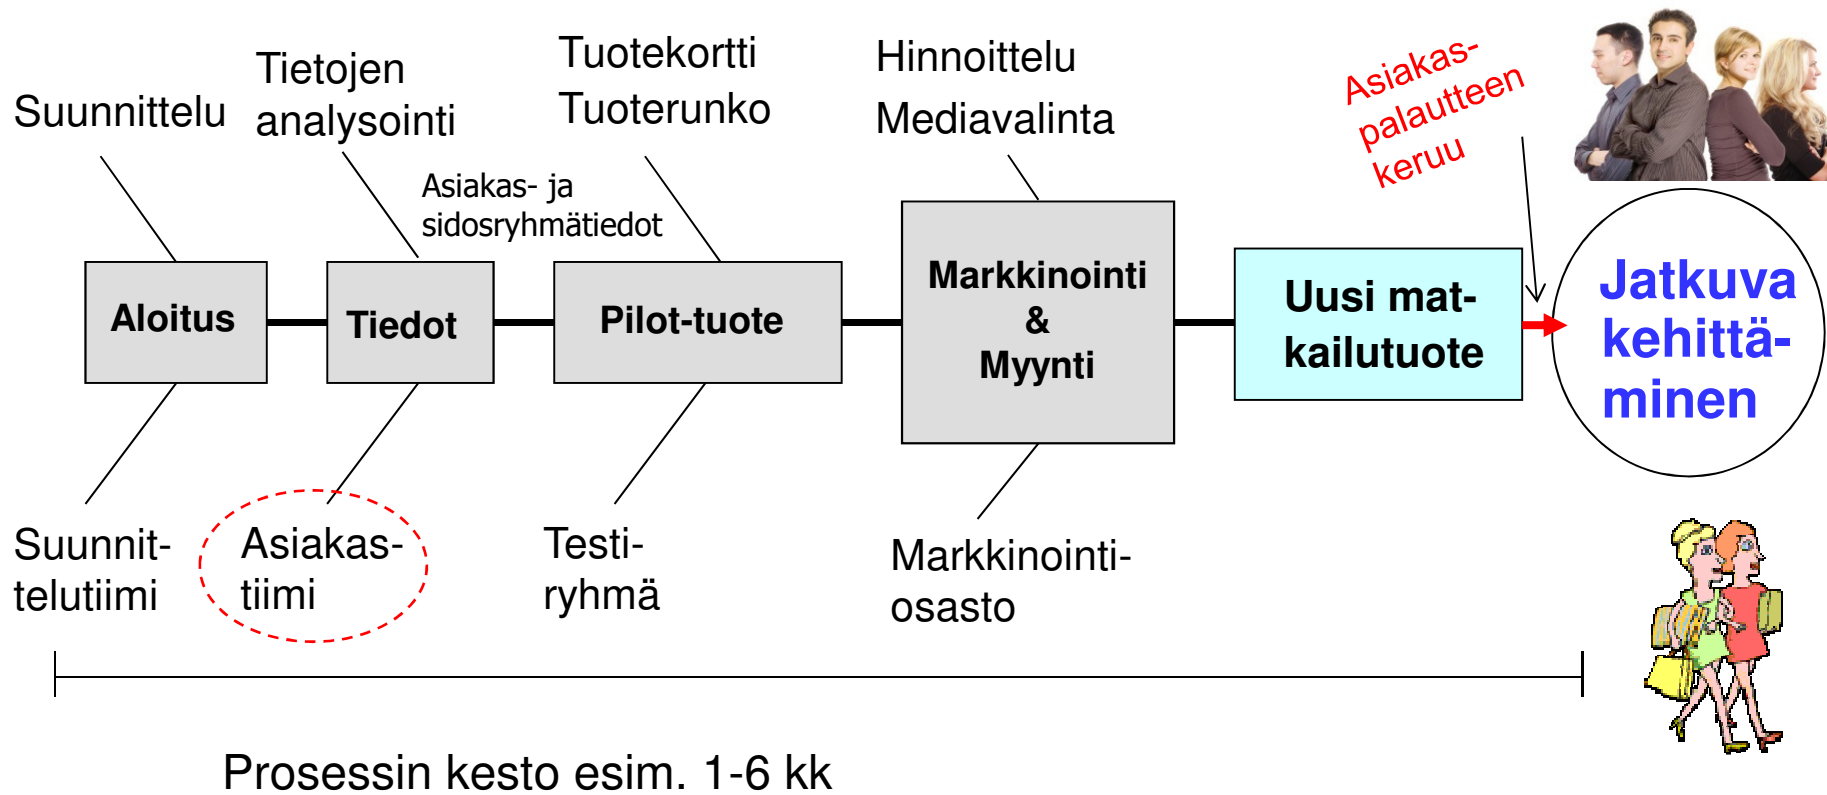 Suunnittelu
Tietojen
analysointi
Tuotekortti
Tuoterunko
Hinnoittelu
Mediavalinta
Asiakas-
palautteen
keruu
Asiakas- ja
sidosryhmätiedot
Aloitus
Tiedot
Pilot-tuote
Markkinointi
&
Myynti
Uusi mat-
kailutuote
Jatkuva
kehittä-
minen
Suunnit-
telutiimi
Asiakas-
tiimi
Testi-
ryhmä
Markkinointi-
osasto
Prosessin kesto esim. 1-6 kk